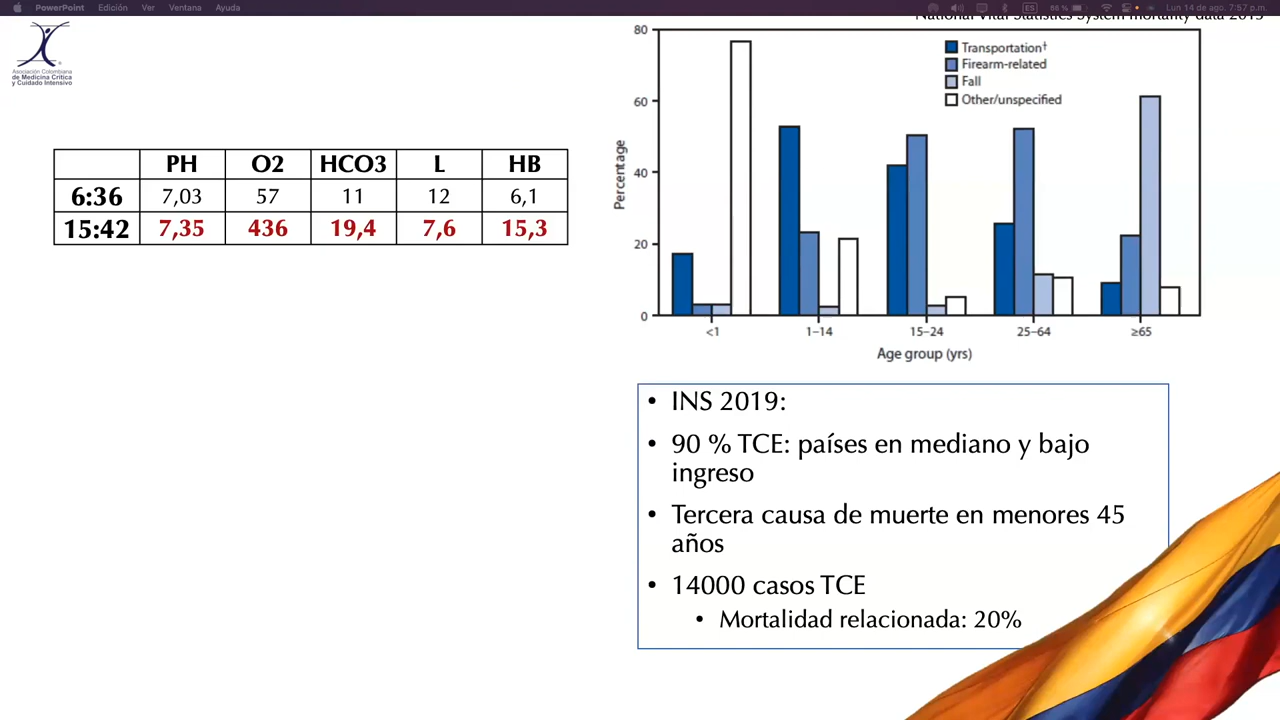 PowerPoint Edición Ver Ventana Ayuda
ES 56 % Lun 14 de ago. 7:57 p.m.
Asociación Colombiana
de Medicina Crítica
y Cuidado Intensivo
National Vital Statistics System mortality data 2013
PH O2 HCO3 L HB
6:36 7,03 57 11 12 6,1
15:42 7,35 436 19,4 7,6 15,3
80
60
40
20
0
Percentage
Transportation†
Firearm-related
Fall
Other/unspecified
<1 1–14 15–24 25–64 ≥65
Age group (yrs)
• INS 2019:
• 90 % TCE: países en mediano y bajo
ingreso
• Tercera causa de muerte en menores 45
años
• 14000 casos TCE
• Mortalidad relacionada: 20%